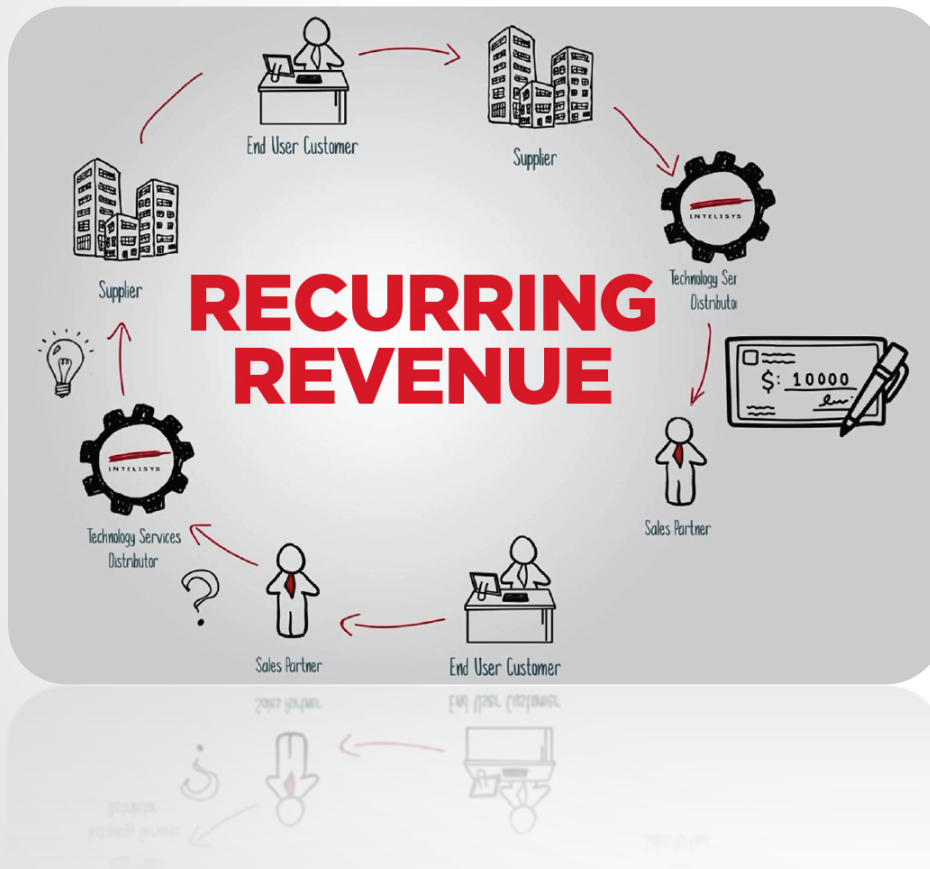 End User Customer
Supplier
INTELISYS
Technology Ser
Distributo
Supplier
RECURRING
REVENUE
$: 10000
INTELISYS
Technology Services
Distributor
Sales Partner
?
Sales Partner
End User Customer